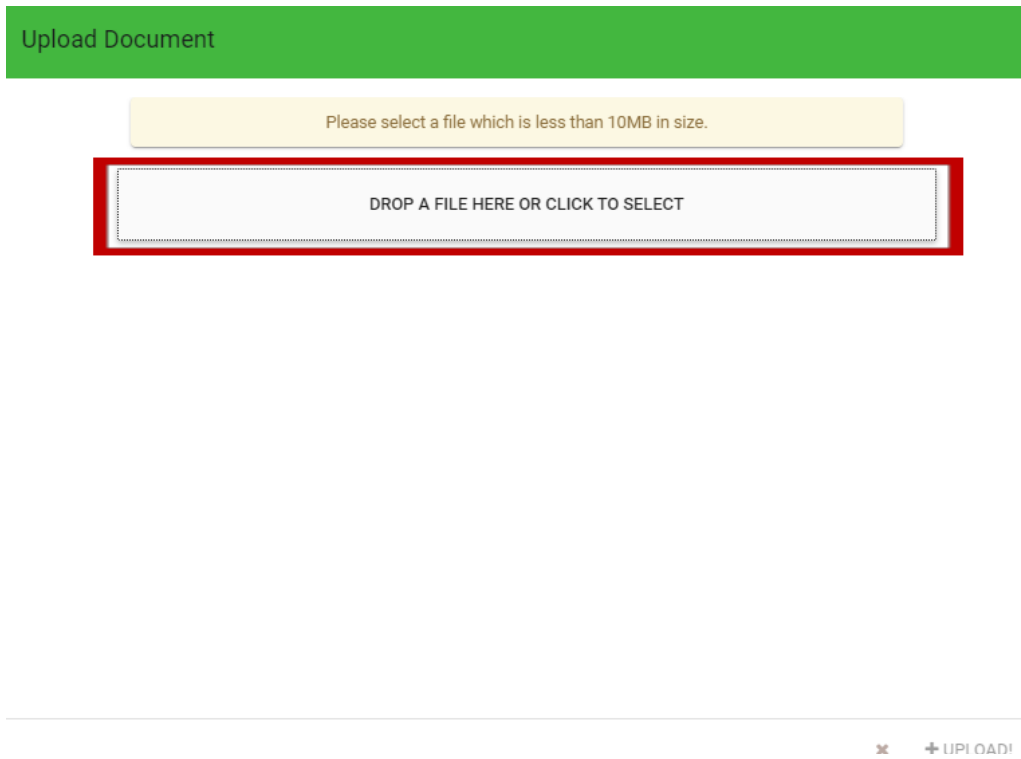 Upload Document
Please select a file which is less than 10MB in size.
DROP A FILE HERE OR CLICK TO SELECT
UPLOAD!